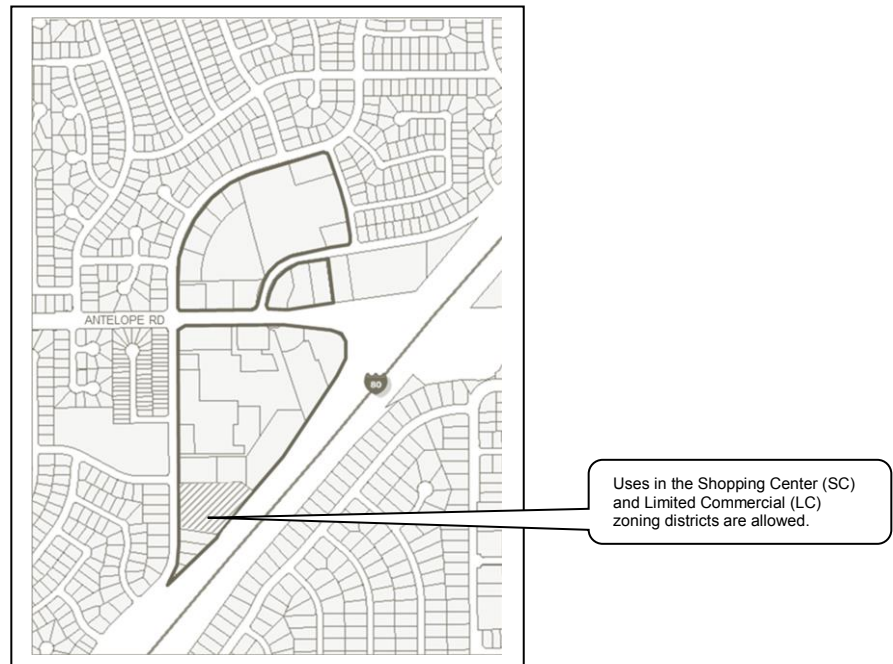 ANTELOPE RD
80
Uses in the Shopping Center (SC)
and Limited Commercial (LC)
zoning districts are allowed.